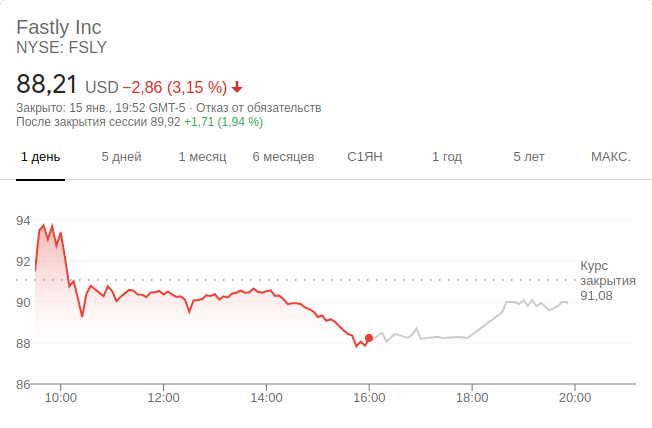 Fastly Inc
NYSE: FSLY
88,21 USD −2,86 (3,15 %)
Закрыто: 15 янв., 19:52 GMT-5 · Отказ от обязательств
После закрытия сессии 89,92 +1,71 (1,94 %)
1 день 5 дней 1 месяц 6 месяцев С1ЯН 1 год 5 лет МАКС.
94
92
Курс
закрытия
91,08
90
88
86
10:00 12:00 14:00 16:00 18:00 20:00